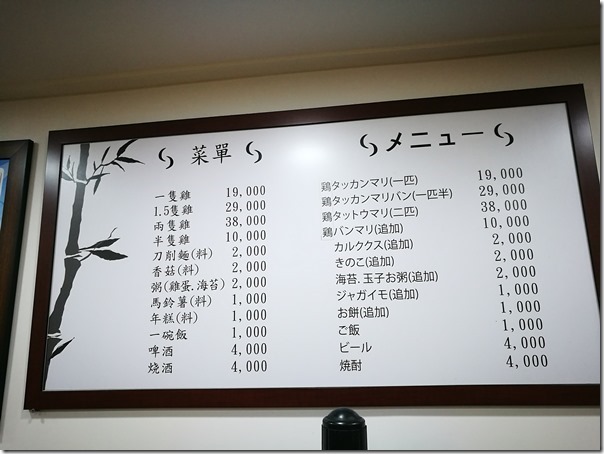 菜單
一隻雞 19,000
1.5隻雞 29,000
兩隻雞 38,000
半隻雞 10,000
刀削麵(料) 2,000
香菇(料) 2,000
粥(雞蛋.海苔) 2,000
馬鈴薯(料) 1,000
年糕(料) 1,000
一碗飯 1,000
啤酒 4,000
烧酒 4,000
メニュー
鶏タッカンマリ(一匹) 19,000
鶏タッカンマリバン(一匹半) 29,000
鶏タットウマリ(二匹) 38,000
鶏バンマリ(追加) 10,000
カルククス(追加) 2,000
きのこ(追加) 2,000
海苔.玉子お粥(追加) 2,000
ジャガイモ(追加) 1,000
お餅(追加) 1,000
ご飯 1,000
ビール 4,000
焼酎 4,000